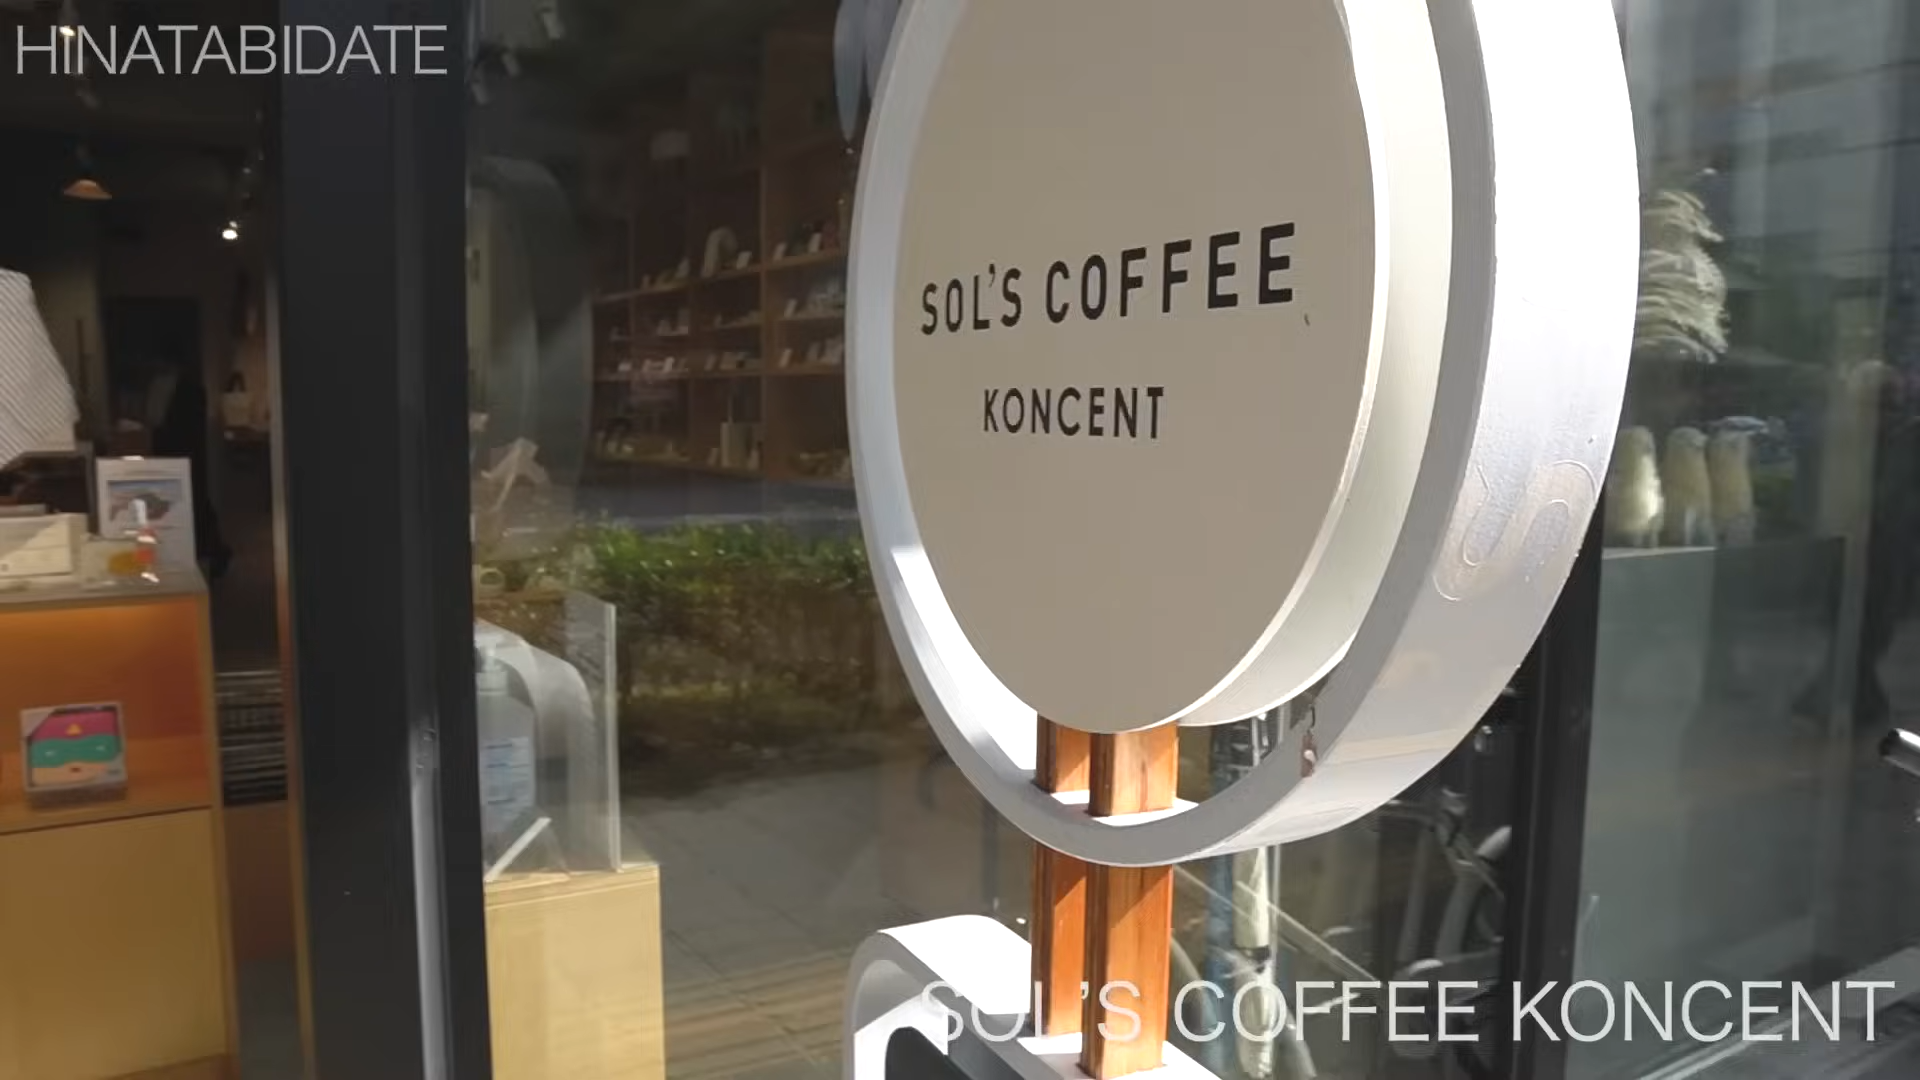 HINATABIDATE
SOL'S COFFEE
KONCENT
S
SOL'S COFFEE KONCENT